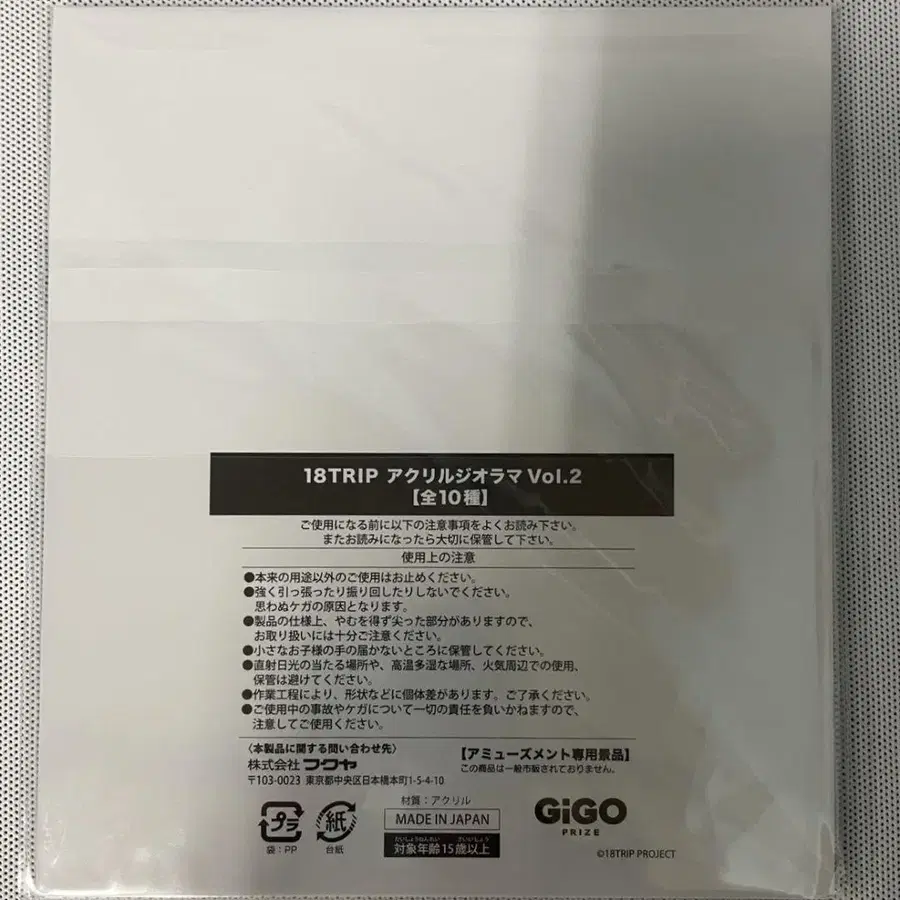 18TRIP アクリルジオラマ Vol.2
【全10種】
ご使用になる前に以下の注意事項をよくお読み下さい。
またお読みになったら大切に保管して下さい。
使用上の注意
●本来の用途以外のご使用はお止めください。
●強く引っ張ったり振り回したりしないでください。
思わぬケガの原因となります。
●製品の仕様上、やむを得ず尖った部分がありますので、
お取り扱いには十分ご注意ください。
●小さなお子様の手の届かないところに保管してください。
●直射日光の当たる場所や、高温多湿な場所、火気周辺での使用、
保管は避けてください。
●作業工程により、形状などに個体差があります。ご了承ください。
●ご使用中の事故やケガについて一切の責任を負いかねますので、
注意してご使用ください。
〈本製品に関する問い合わせ先〉
株式会社 フクヤ
〒103-0023 東京都中央区日本橋本町1-5-4-10
【アミューズメント専用景品】
この商品は一般市販されておりません。
プラ
袋:PP
紙
台紙
材質:アクリル
MADE IN JAPAN
たいしょうねんれい さいいじょう
対象年齢15歳以上
GiGO
PRIZE
©18TRIP PROJECT